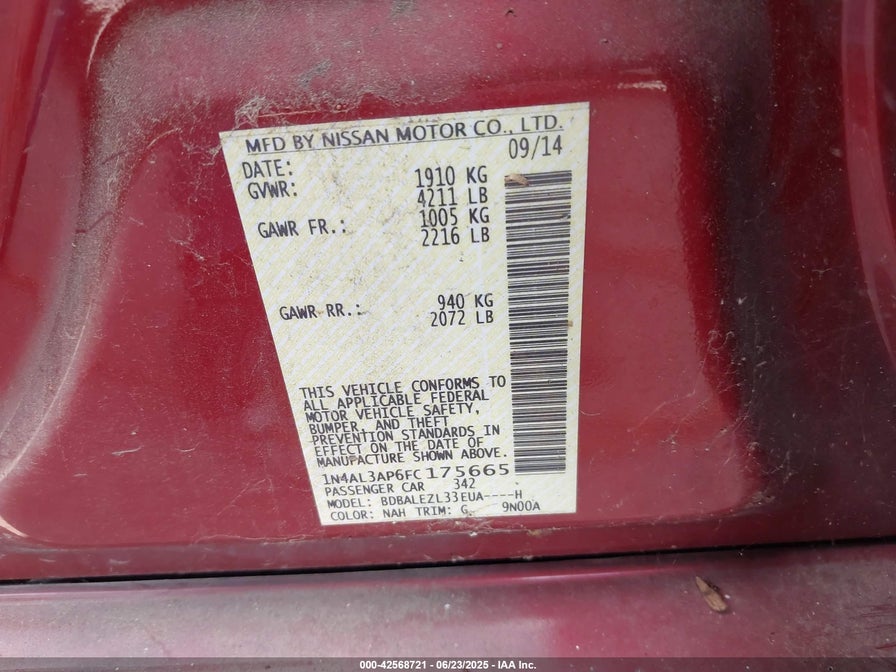 MFD BY NISSAN MOTOR CO., LTD.
DATE: 09/14
GVWR: 1910 KG
4211 LB
GAWR FR.: 1005 KG
2216 LB
GAWR RR.: 940 KG
2072 LB
THIS VEHICLE CONFORMS TO
ALL APPLICABLE FEDERAL
MOTOR VEHICLE SAFETY,
BUMPER, AND THEFT
PREVENTION STANDARDS IN
EFFECT ON THE DATE OF
MANUFACTURE SHOWN ABOVE.
1N4AL3AP6FC175665
PASSENGER CAR 342
MODEL: BDBALEZL33EUA----H
COLOR: NAH TRIM: G 9N00A
000-42568721 | 06/23/2025 | IAA Inc.